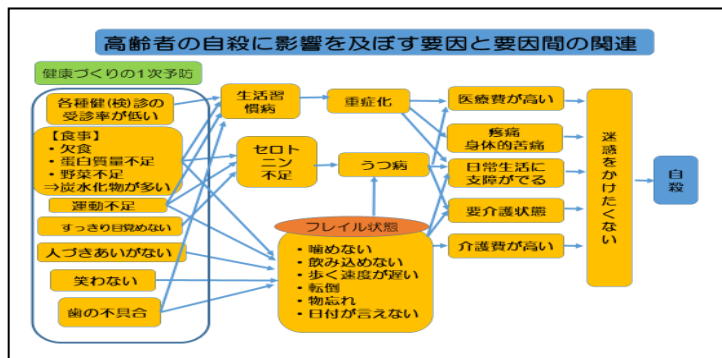 高齢者の自殺に影響を及ぼす要因と要因間の関連
健康づくりの1次予防
各種健(検)診の
受診率が低い
【食事】
・欠食
・蛋白質量不足
・野菜不足
⇒炭水化物が多い
運動不足
すっきり目覚めない
人づきあいがない
笑わない
歯の不具合
生活習
慣病
セロト
ニン
不足
重症化
うつ病
フレイル状態
・噛めない
・飲み込めない
・歩く速度が遅い
・転倒
・物忘れ
・日付が言えない
医療費が高い
疼痛
身体的苦痛
日常生活に
支障がでる
要介護状態
介護費が高い
迷惑をかけたくない
自殺